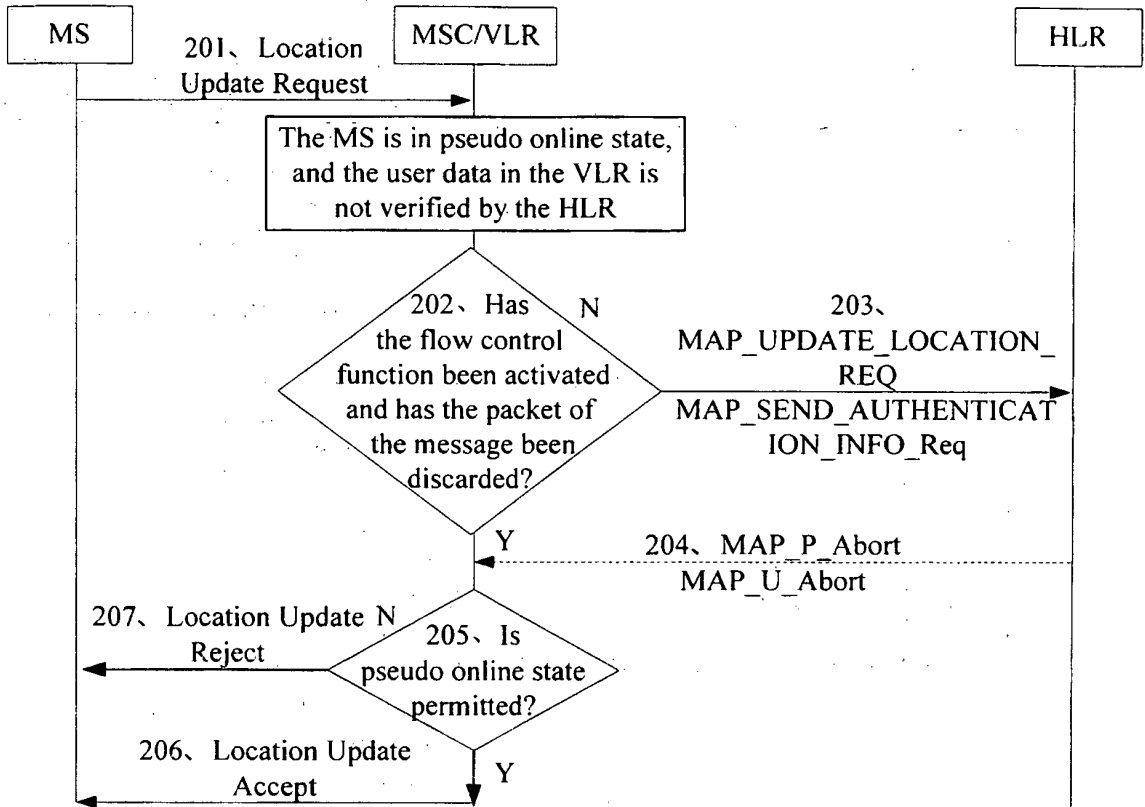 MS
MSC/VLR
HLR
201、Location
Update Request
The MS is in pseudo online state,
and the user data in the VLR is
not verified by the HLR
202、Has
the flow control
function been activated
and has the packet of
the message been
discarded?
N
203、
MAP_UPDATE_LOCATION_
REQ
MAP_SEND_AUTHENTICAT
ION_INFO_Req
Y
204、MAP_P_Abort
MAP_U_Abort
207、Location Update
Reject
N
205、Is
pseudo online state
permitted?
206、Location Update
Accept
Y